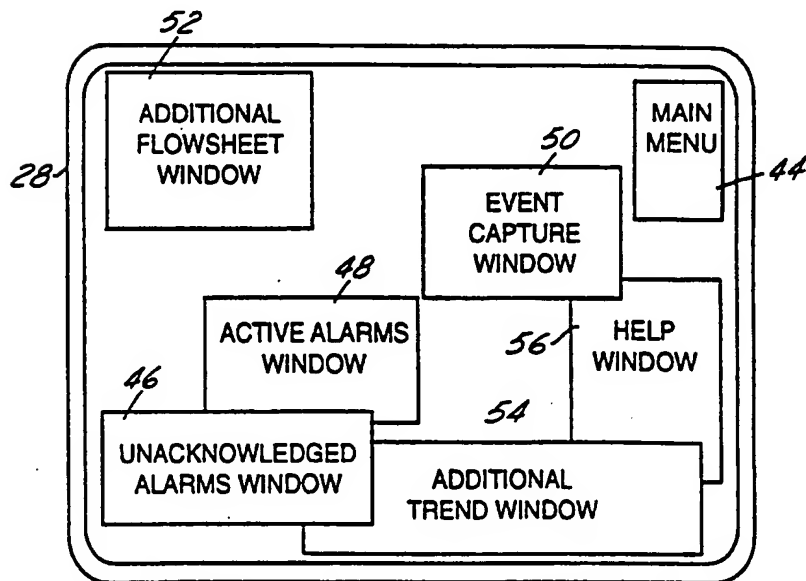 52
ADDITIONAL
FLOWSHEET
WINDOW
MAIN
MENU
28
50
44
EVENT
CAPTURE
WINDOW
48
ACTIVE ALARMS
WINDOW
56
HELP
WINDOW
46
54
UNACKNOWLEDGED
ALARMS WINDOW
ADDITIONAL
TREND WINDOW